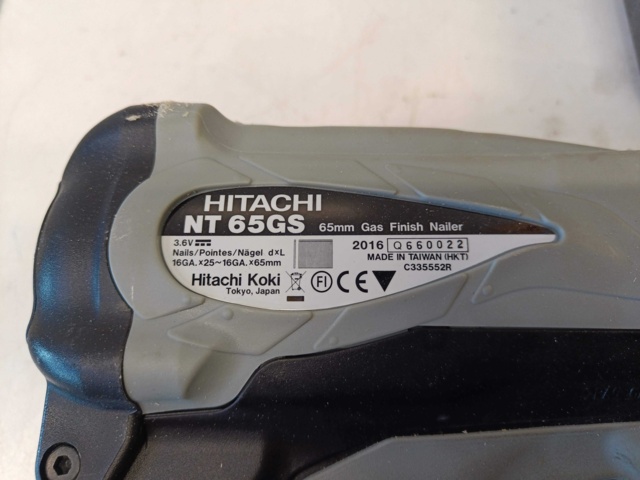 HITACHI
NT 65GS 65mm Gas Finish Nailer
3.6V
2016 Q660022
Nails/Pointes/Nägel d×L
MADE IN TAIWAN (HKT)
16GA.×25~16GA.×65mm
C335552R
Hitachi Koki FI CE
Tokyo, Japan